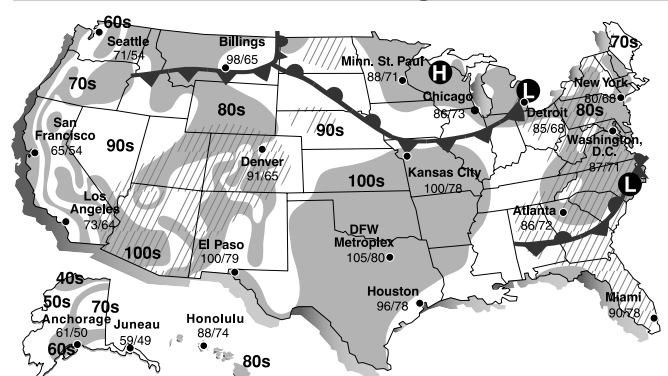 60s
Seattle
71/54
Billings
98/65
70s
Minn. St. Paul
88/71
H
L
Chicago
86/73
Detroit
85/68
New York
80/68
70s
80s
Washington,
D.C.
87/71
San
Francisco
65/54
90s
80s
90s
Denver
91/65
100s
Kansas City
100/78
L
Los
Angeles
73/64
100s
El Paso
100/79
DFW
Metroplex
105/80
Atlanta
86/72
Houston
96/78
Miami
90/78
40s
50s
70s
Anchorage
61/50
60s
Juneau
59/49
Honolulu
88/74
80s